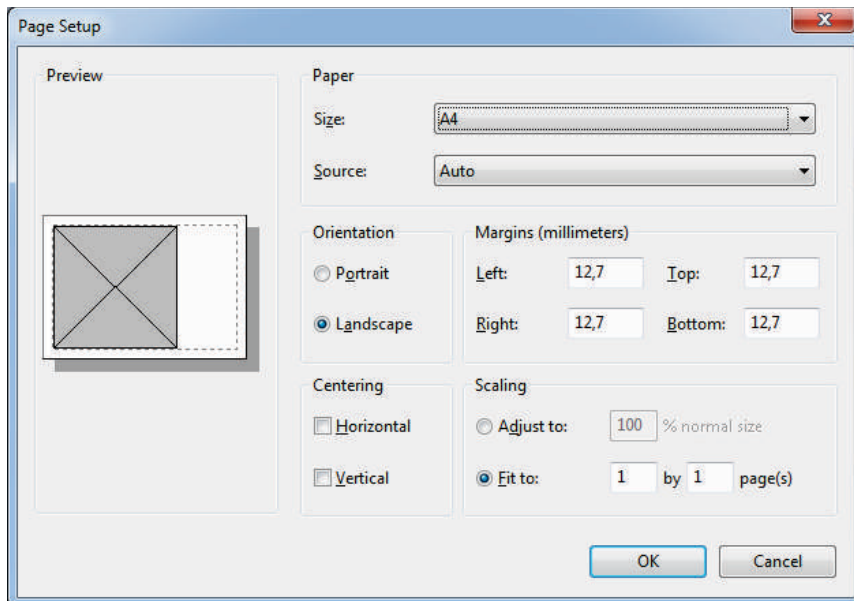 Page Setup
Preview
Paper
Size: A4
Source: Auto
Orientation
Portrait
Landscape
Margins (millimeters)
Left: 12,7 Top: 12,7
Right: 12,7 Bottom: 12,7
Centering
Horizontal
Vertical
Scaling
Adjust to: 100 % normal size
Fit to: 1 by 1 page(s)
OK Cancel